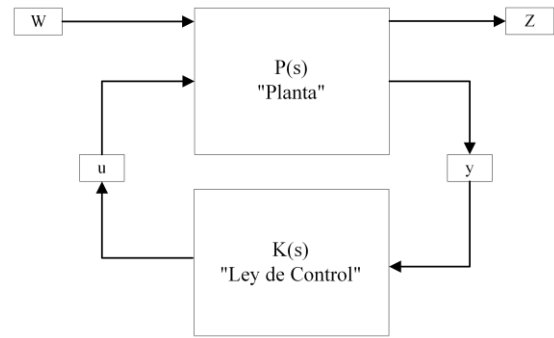 W
Z
P(s)
"Planta"
u
y
K(s)
"Ley de Control"